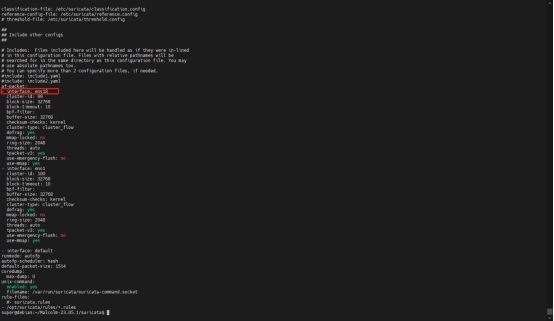 classification-file: /etc/suricata/classification.config
reference-config-file: /etc/suricata/reference.config
# threshold-file: /etc/suricata/threshold.config
##
## Include other configs
##
# Includes:  Files included here will be handled as if they were in-lined
# in this configuration file. Files with relative pathnames will be
# searched for in the same directory as this configuration file. You may
# use absolute pathnames too.
# You can specify more than 2 configuration files, if needed.
#include: include1.yaml
#include: include2.yaml
af-packet:
- interface:
  cluster-id:
  block-size: 32768
  block-timeout: 10
  bpf-filter:
  buffer-size: 32768
  checksum-checks: kernel
  cluster-type: cluster_flow
  defrag: yes
  mmap-locked: no
  ring-size: 2048
  threads: auto
  tpacket-v3: yes
  use-emergency-flush: no
  use-mmap: yes
- interface: ens1
  cluster-id: 100
  block-size: 32768
  block-timeout: 10
  bpf-filter:
  buffer-size: 32768
  checksum-checks: kernel
  cluster-type: cluster_flow
  defrag: yes
  mmap-locked: no
  ring-size: 2048
  threads: auto
  tpacket-v3: yes
  use-emergency-flush: no
  use-mmap: yes
- interface: default
runmode: autofp
autofp-scheduler: hash
default-packet-size: 1514
coredump:
  max-dump: 0
unix-command:
  enabled: yes
  filename: /var/run/suricata/suricata-command.socket
rule-files:
  #- suricata.rules
- /opt/suricata/rules/*.rules
super@debian:~/Malcolm-23.05.1/suricata$